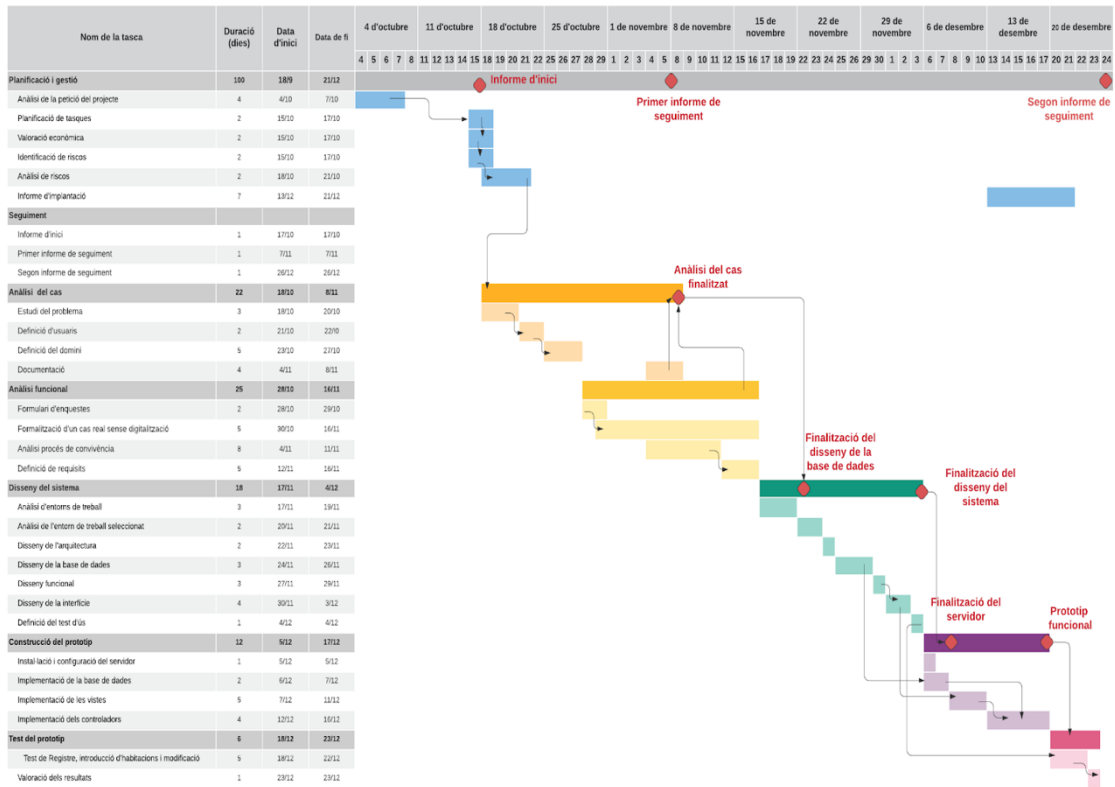 Nom de la tasca Duració (dies) Data d'inici Data de fi 4 d'octubre 11 d'octubre 18 d'octubre 25 d'octubre 1 de novembre 8 de novembre 15 de novembre 22 de novembre 29 de novembre 6 de desembre 13 de desembre 20 de desembre
4 5 6 7 8 11 12 13 14 15 18 19 20 21 22 25 26 27 28 29 1 2 3 4 5 8 9 10 11 12 15 16 17 18 19 22 23 24 25 26 29 30 1 2 3 6 7 8 9 10 13 14 15 16 17 20 21 22 23 24
Planificació i gestió 100 18/9 21/12 Informe d'inici
Anàlisi de la petició del projecte 4 4/10 7/10 Primer informe de seguiment Segon informe de seguiment
Planificació de tasques 2 15/10 17/10
Valoració econòmica 2 15/10 17/10
Identificació de riscos 2 15/10 17/10
Anàlisi de riscos 2 18/10 21/10
Informe d'implantació 7 13/12 21/12
Seguiment
Informe d'inici 1 17/10 17/10
Primer informe de seguiment 1 7/11 7/11
Segon informe de seguiment 1 26/12 26/12
Anàlisi del cas finalitzat
Anàlisi del cas 22 18/10 8/11
Estudi del problema 3 18/10 20/10
Definició d'usuaris 2 21/10 22/0
Definició del domini 5 23/10 27/10
Documentació 4 4/11 8/11
Anàlisi funcional 25 28/10 16/11
Formulari d'enquestes 2 28/10 29/10
Formalització d'un cas real sense digitalització 5 30/10 16/11
Anàlisi procés de convivència 8 4/11 11/11 Finalització del disseny de la base de dades
Definició de requisits 5 12/11 16/11
Disseny del sistema 18 17/11 4/12 Finalització del disseny del sistema
Anàlisi d'entorns de treball 3 17/11 19/11
Anàlisi de l'entern de treball seleccionat 2 20/11 21/11
Disseny de l'arquitectura 2 22/11 23/11
Disseny de la base de dades 3 24/11 26/11
Disseny funcional 3 27/11 29/11
Disseny de la interfície 4 30/11 3/12 Finalització del servidor
Definició del test d'ús 1 4/12 4/12 Prototip funcional
Construcció del prototip 12 5/12 17/12
Instal·lació i configuració del servidor 1 5/12 5/12
Implementació de la base de dades 2 6/12 7/12
Implementació de les vistes 5 7/12 11/12
Implementació dels controladors 4 12/12 16/12
Test del prototip 6 18/12 23/12
Test de Registre, introducció d'habitacions i modificació 5 18/12 22/12
Valoració dels resultats 1 23/12 23/12